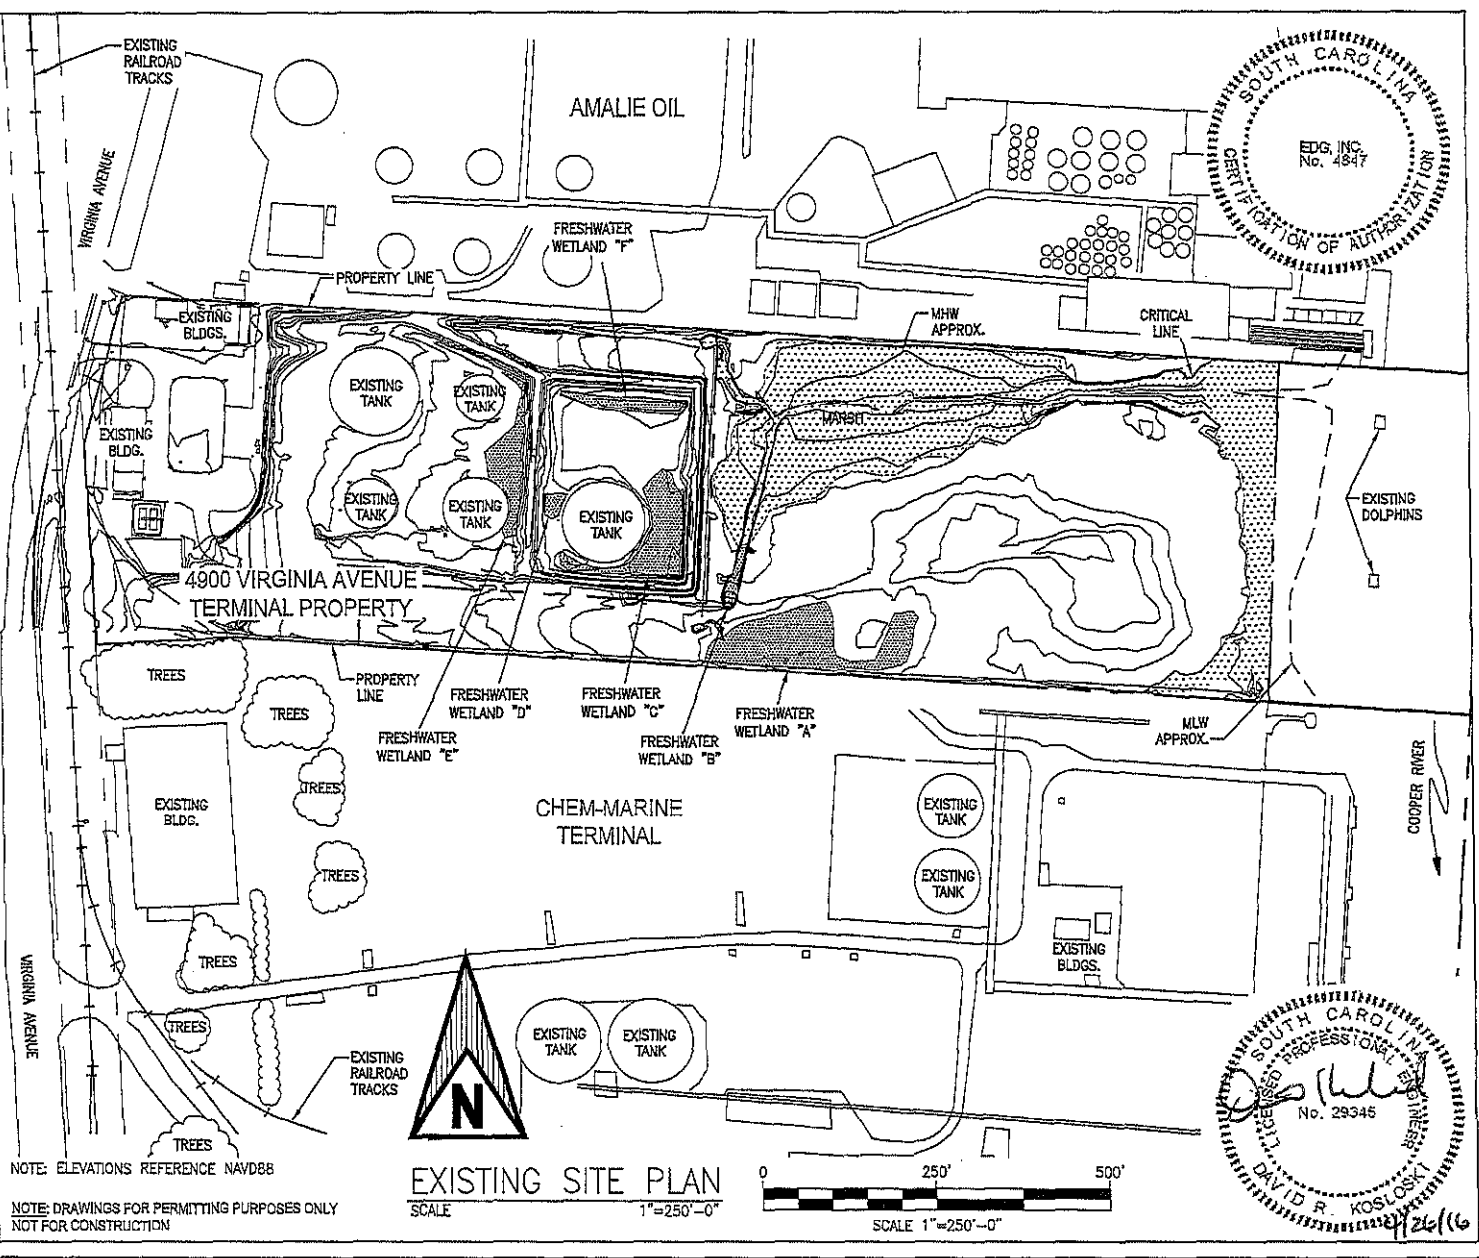 EXISTING
RAILROAD
TRACKS
VIRGINIA AVENUE
AMALIE OIL
SOUTH CAROLINA
EDG, INC.
No. 4847
CERTIFICATION OF AUTHORIZATION
FRESHWATER
WETLAND "F"
PROPERTY LINE
EXISTING
BLDGS.
MHW
APPROX.
CRITICAL
LINE
EXISTING
TANK
EXISTING
TANK
MARSH
EXISTING
BLDG.
EXISTING
TANK
EXISTING
TANK
EXISTING
TANK
EXISTING
DOLPHINS
4900 VIRGINIA AVENUE
TERMINAL PROPERTY
TREES
PROPERTY
LINE
FRESHWATER
WETLAND "D"
FRESHWATER
WETLAND "C"
FRESHWATER
WETLAND "A"
TREES
FRESHWATER
WETLAND "E"
FRESHWATER
WETLAND "B"
MLW
APPROX.
TREES
EXISTING
BLDG.
CHEM-MARINE
TERMINAL
EXISTING
TANK
COOPER RIVER
TREES
EXISTING
TANK
TREES
EXISTING
BLDGS.
VIRGINIA AVENUE
TREES
EXISTING
TANK
EXISTING
TANK
EXISTING
RAILROAD
TRACKS
N
SOUTH CAROLINA
LICENSED PROFESSIONAL ENGINEER
No. 29345
DAVID R. KOSLOSKI
4/26/16
TREES
NOTE: ELEVATIONS REFERENCE NAVD88
NOTE: DRAWINGS FOR PERMITTING PURPOSES ONLY
NOT FOR CONSTRUCTION
EXISTING SITE PLAN
SCALE 1"=250'-0"
0 250' 500'
SCALE 1"=250'-0"